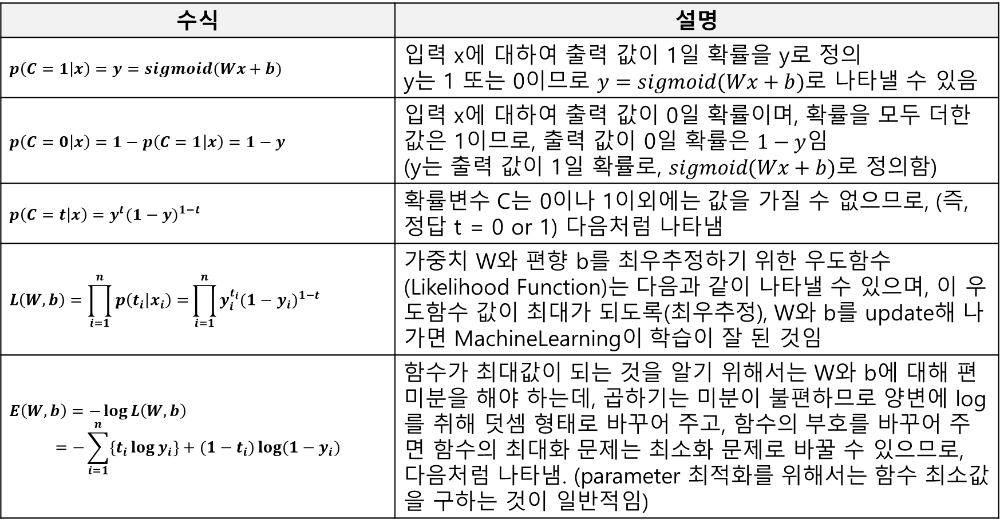 수식
설명
p(C = 1|x) = y = sigmoid(Wx + b)
입력 x에 대하여 출력 값이 1일 확률을 y로 정의
y는 1 또는 0이므로 y = sigmoid(Wx + b)로 나타낼 수 있음
p(C = 0|x) = 1 − p(C = 1|x) = 1 − y
입력 x에 대하여 출력 값이 0일 확률이며, 확률을 모두 더한
값은 1이므로, 출력 값이 0일 확률은 1 − y임
(y는 출력 값이 1일 확률로, sigmoid(Wx + b)로 정의함)
p(C = t|x) = y^t (1 − y)^{1−t}
확률변수 C는 0이나 1이외에는 값을 가질 수 없으므로, (즉,
정답 t = 0 or 1) 다음처럼 나타냄
L(W, b) = ∏_{i=1}^{n} p(t_i|x_i) = ∏_{i=1}^{n} y_i^{t_i} (1 − y_i)^{1−t}
가중치 W와 편향 b를 최우추정하기 위한 우도함수
(Likelihood Function)는 다음과 같이 나타낼 수 있으며, 이 우
도함수 값이 최대가 되도록(최우추정), W와 b를 update해 나
가면 MachineLearning이 학습이 잘 된 것임
E(W, b) = − log L(W, b)
= − ∑_{i=1}^{n} {t_i log y_i} + (1 − t_i) log(1 − y_i)
함수가 최대값이 되는 것을 알기 위해서는 W와 b에 대해 편
미분을 해야 하는데, 곱하기는 미분이 불편하므로 양변에 log
를 취해 덧셈 형태로 바꾸어 주고, 함수의 부호를 바꾸어 주
면 함수의 최대화 문제는 최소화 문제로 바꿀 수 있으므로,
다음처럼 나타냄. (parameter 최적화를 위해서는 함수 최소값
을 구하는 것이 일반적임)